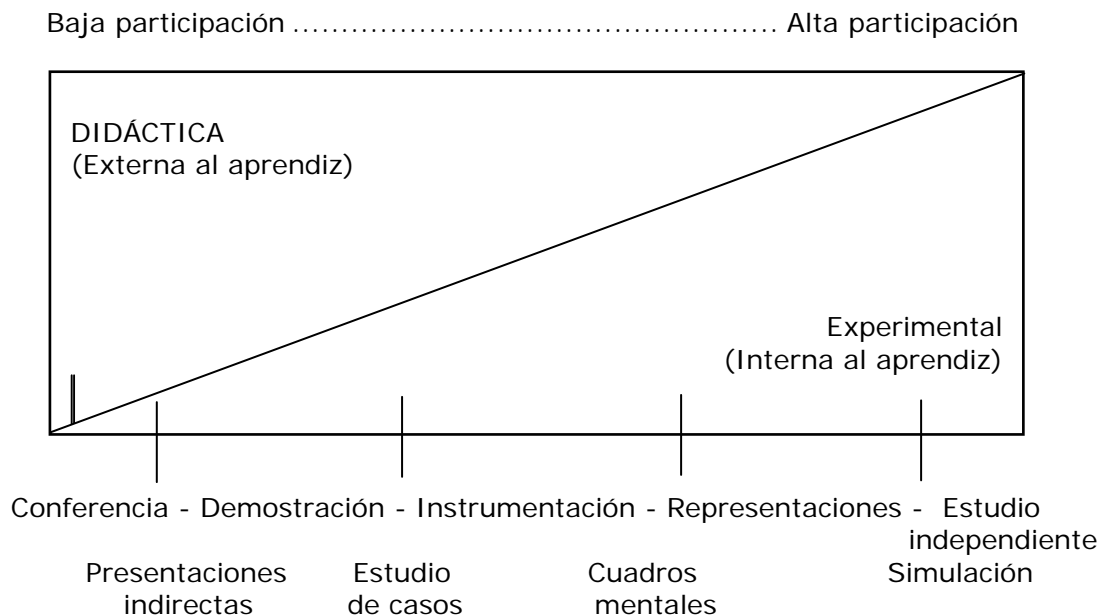 Baja participación .................................................. Alta participación
DIDÁCTICA
(Externa al aprendiz)
Experimental
(Interna al aprendiz)
Conferencia - Demostración - Instrumentación - Representaciones - Estudio
independiente
Presentaciones Estudio Cuadros Simulación
indirectas de casos mentales